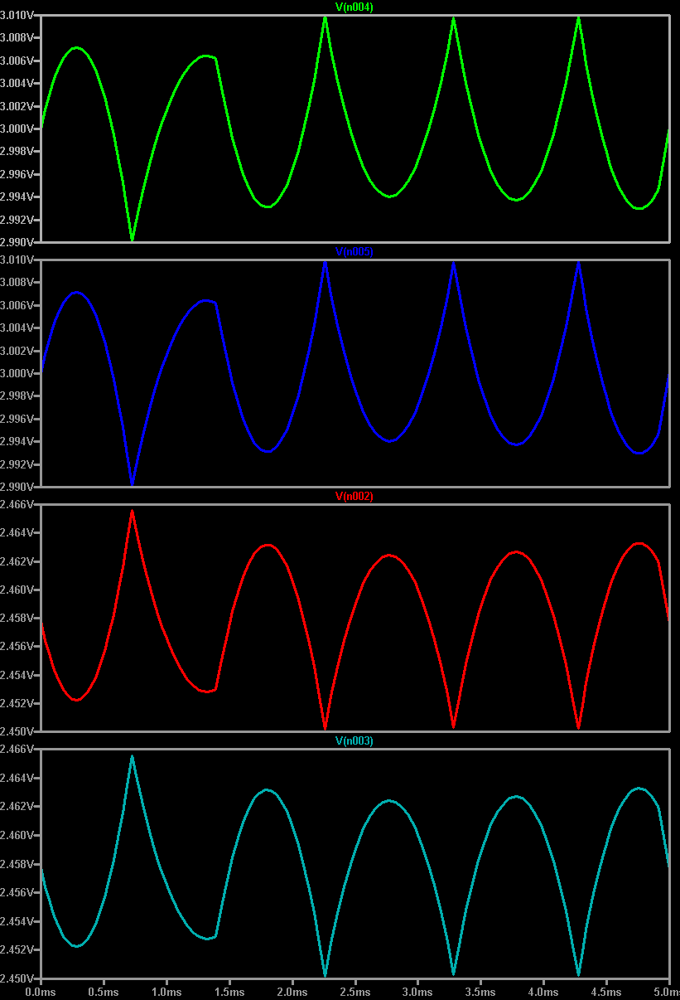 V(n004)
3.010V
3.008V
3.006V
3.004V
3.002V
3.000V
2.998V
2.996V
2.994V
2.992V
2.990V
V(n005)
3.010V
3.008V
3.006V
3.004V
3.002V
3.000V
2.998V
2.996V
2.994V
2.992V
2.990V
V(n002)
2.466V
2.464V
2.462V
2.460V
2.458V
2.456V
2.454V
2.452V
2.450V
V(n003)
2.466V
2.464V
2.462V
2.460V
2.458V
2.456V
2.454V
2.452V
2.450V
0.0ms 0.5ms 1.0ms 1.5ms 2.0ms 2.5ms 3.0ms 3.5ms 4.0ms 4.5ms 5.0m